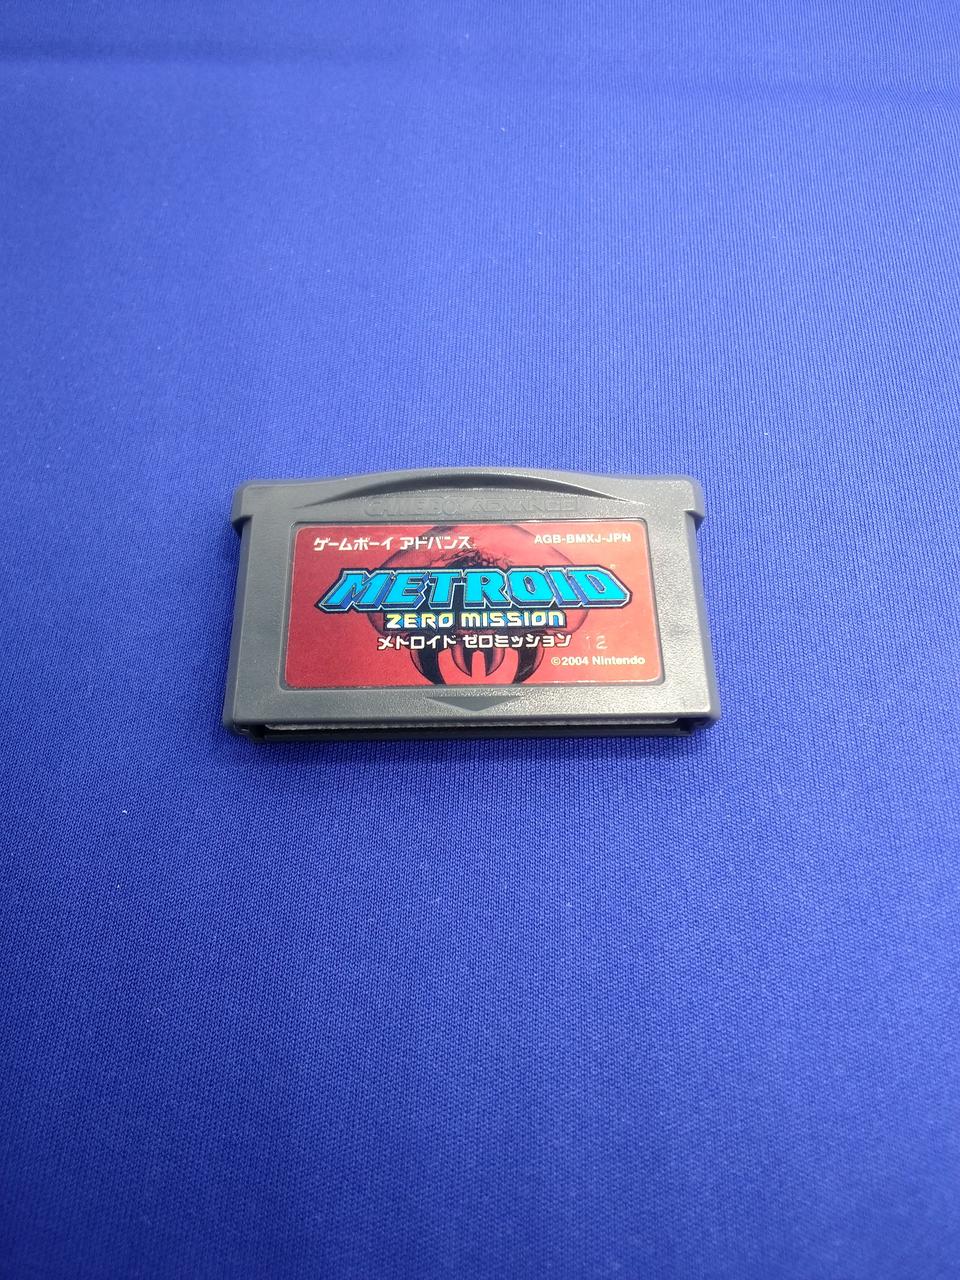 GAME BOY ADVANCE
ゲームボーイ アドバンス AGB-BMXJ-JPN
METROID
ZERO MISSION
メトロイド ゼロミッション 12
©2004 Nintendo